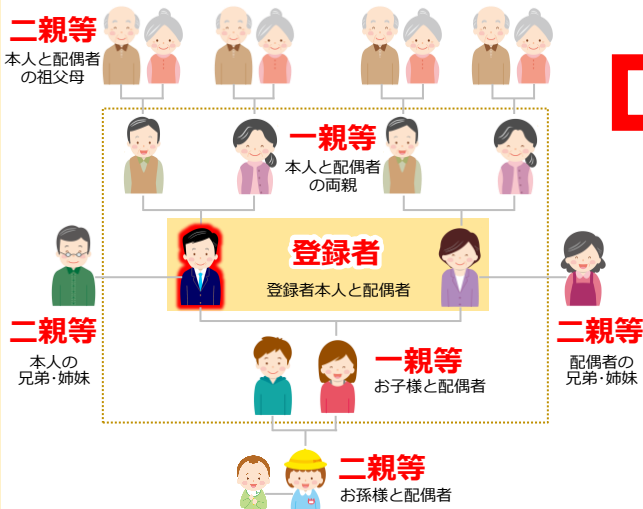 二親等
本人と配偶者
の祖父母
一親等
本人と配偶者
の両親
登録者
登録者本人と配偶者
二親等
本人の
兄弟・姉妹
二親等
配偶者の
兄弟・姉妹
一親等
お子様と配偶者
二親等
お孫様と配偶者